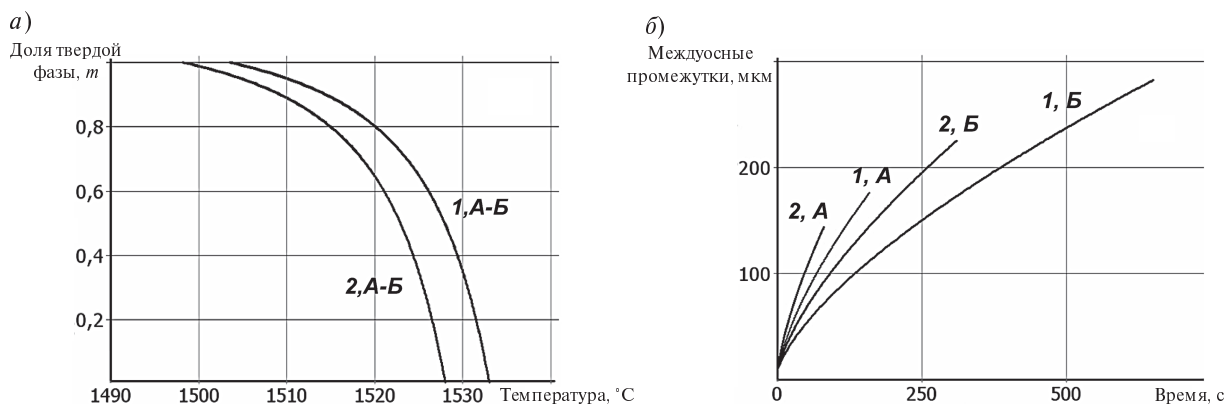 а)
Доля твердой
фазы, m
0,8
0,6
0,4
0,2
1,А-Б
2,А-Б
1490
1500
1510
1520
1530
Температура, °C
б)
Междуосные
промежутки, мкм
200
100
2, А
1, А
2, Б
1, Б
0
250
500
Время, с